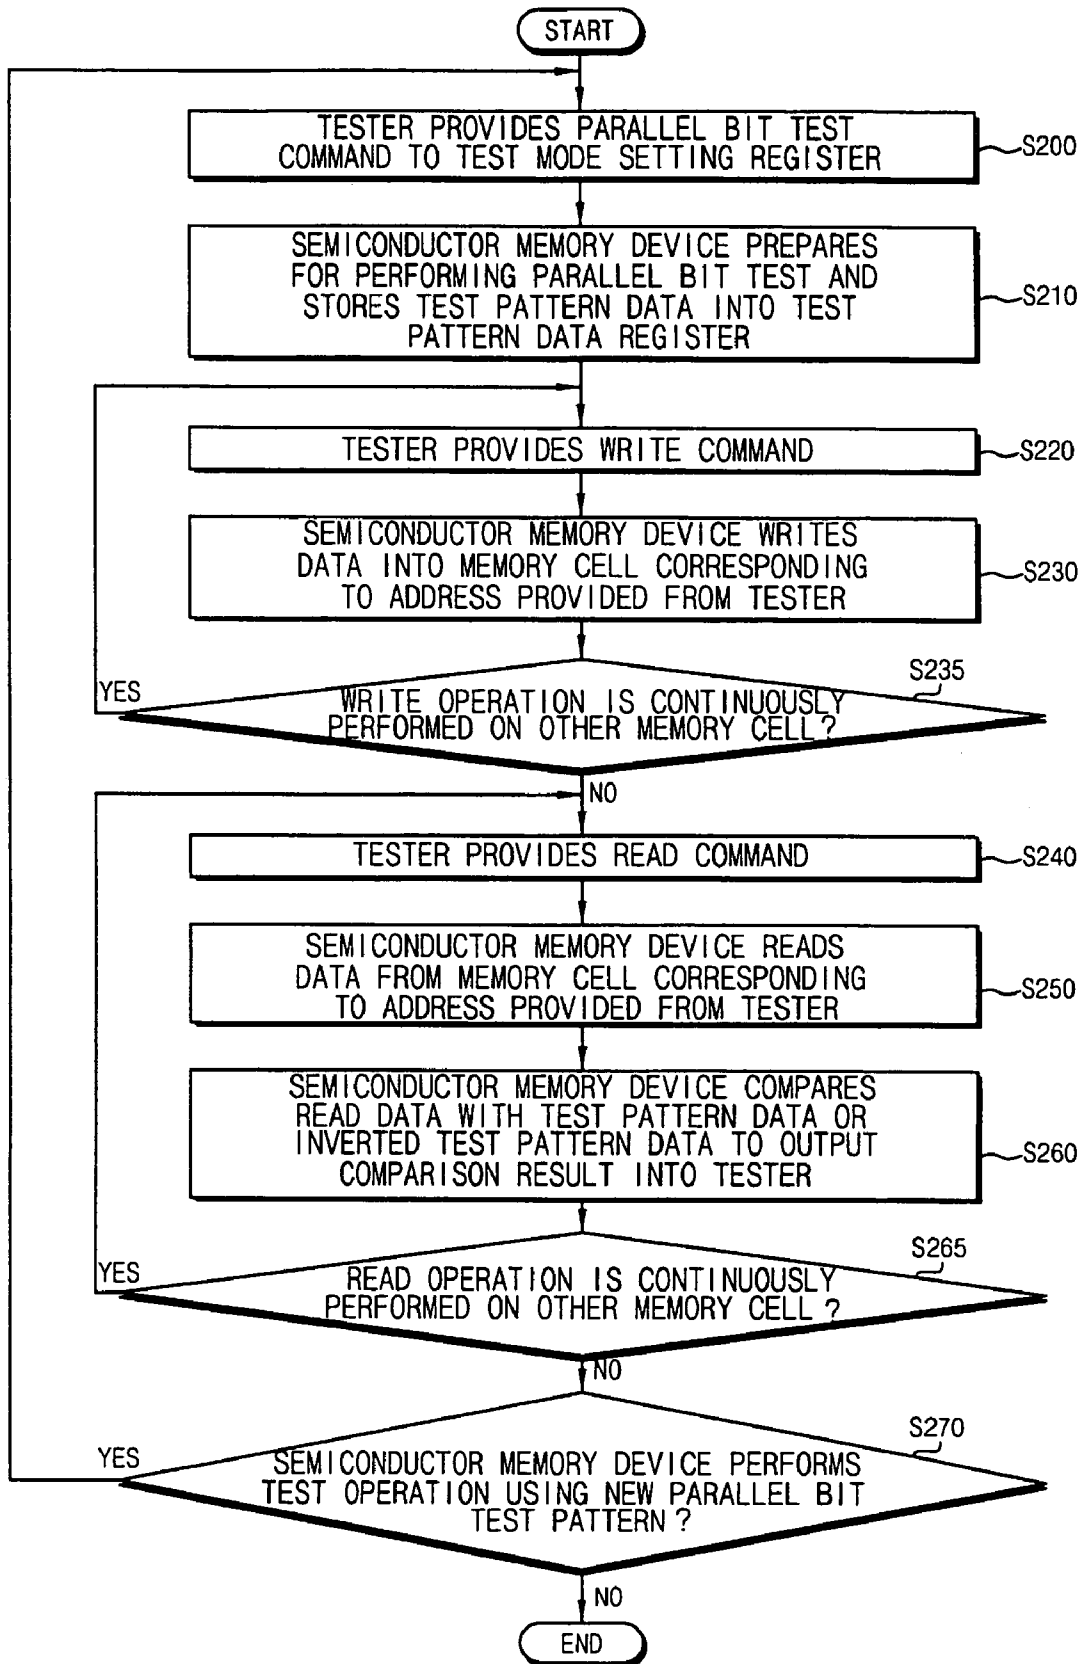 START
TESTER PROVIDES PARALLEL BIT TEST
COMMAND TO TEST MODE SETTING REGISTER
S200
SEMICONDUCTOR MEMORY DEVICE PREPARES
FOR PERFORMING PARALLEL BIT TEST AND
STORES TEST PATTERN DATA INTO TEST
PATTERN DATA REGISTER
S210
TESTER PROVIDES WRITE COMMAND
S220
SEMICONDUCTOR MEMORY DEVICE WRITES
DATA INTO MEMORY CELL CORRESPONDING
TO ADDRESS PROVIDED FROM TESTER
S230
S235
YES
WRITE OPERATION IS CONTINUOUSLY
PERFORMED ON OTHER MEMORY CELL?
NO
TESTER PROVIDES READ COMMAND
S240
SEMICONDUCTOR MEMORY DEVICE READS
DATA FROM MEMORY CELL CORRESPONDING
TO ADDRESS PROVIDED FROM TESTER
S250
SEMICONDUCTOR MEMORY DEVICE COMPARES
READ DATA WITH TEST PATTERN DATA OR
INVERTED TEST PATTERN DATA TO OUTPUT
COMPARISON RESULT INTO TESTER
S260
S265
YES
READ OPERATION IS CONTINUOUSLY
PERFORMED ON OTHER MEMORY CELL?
NO
S270
YES
SEMICONDUCTOR MEMORY DEVICE PERFORMS
TEST OPERATION USING NEW PARALLEL BIT
TEST PATTERN?
NO
END